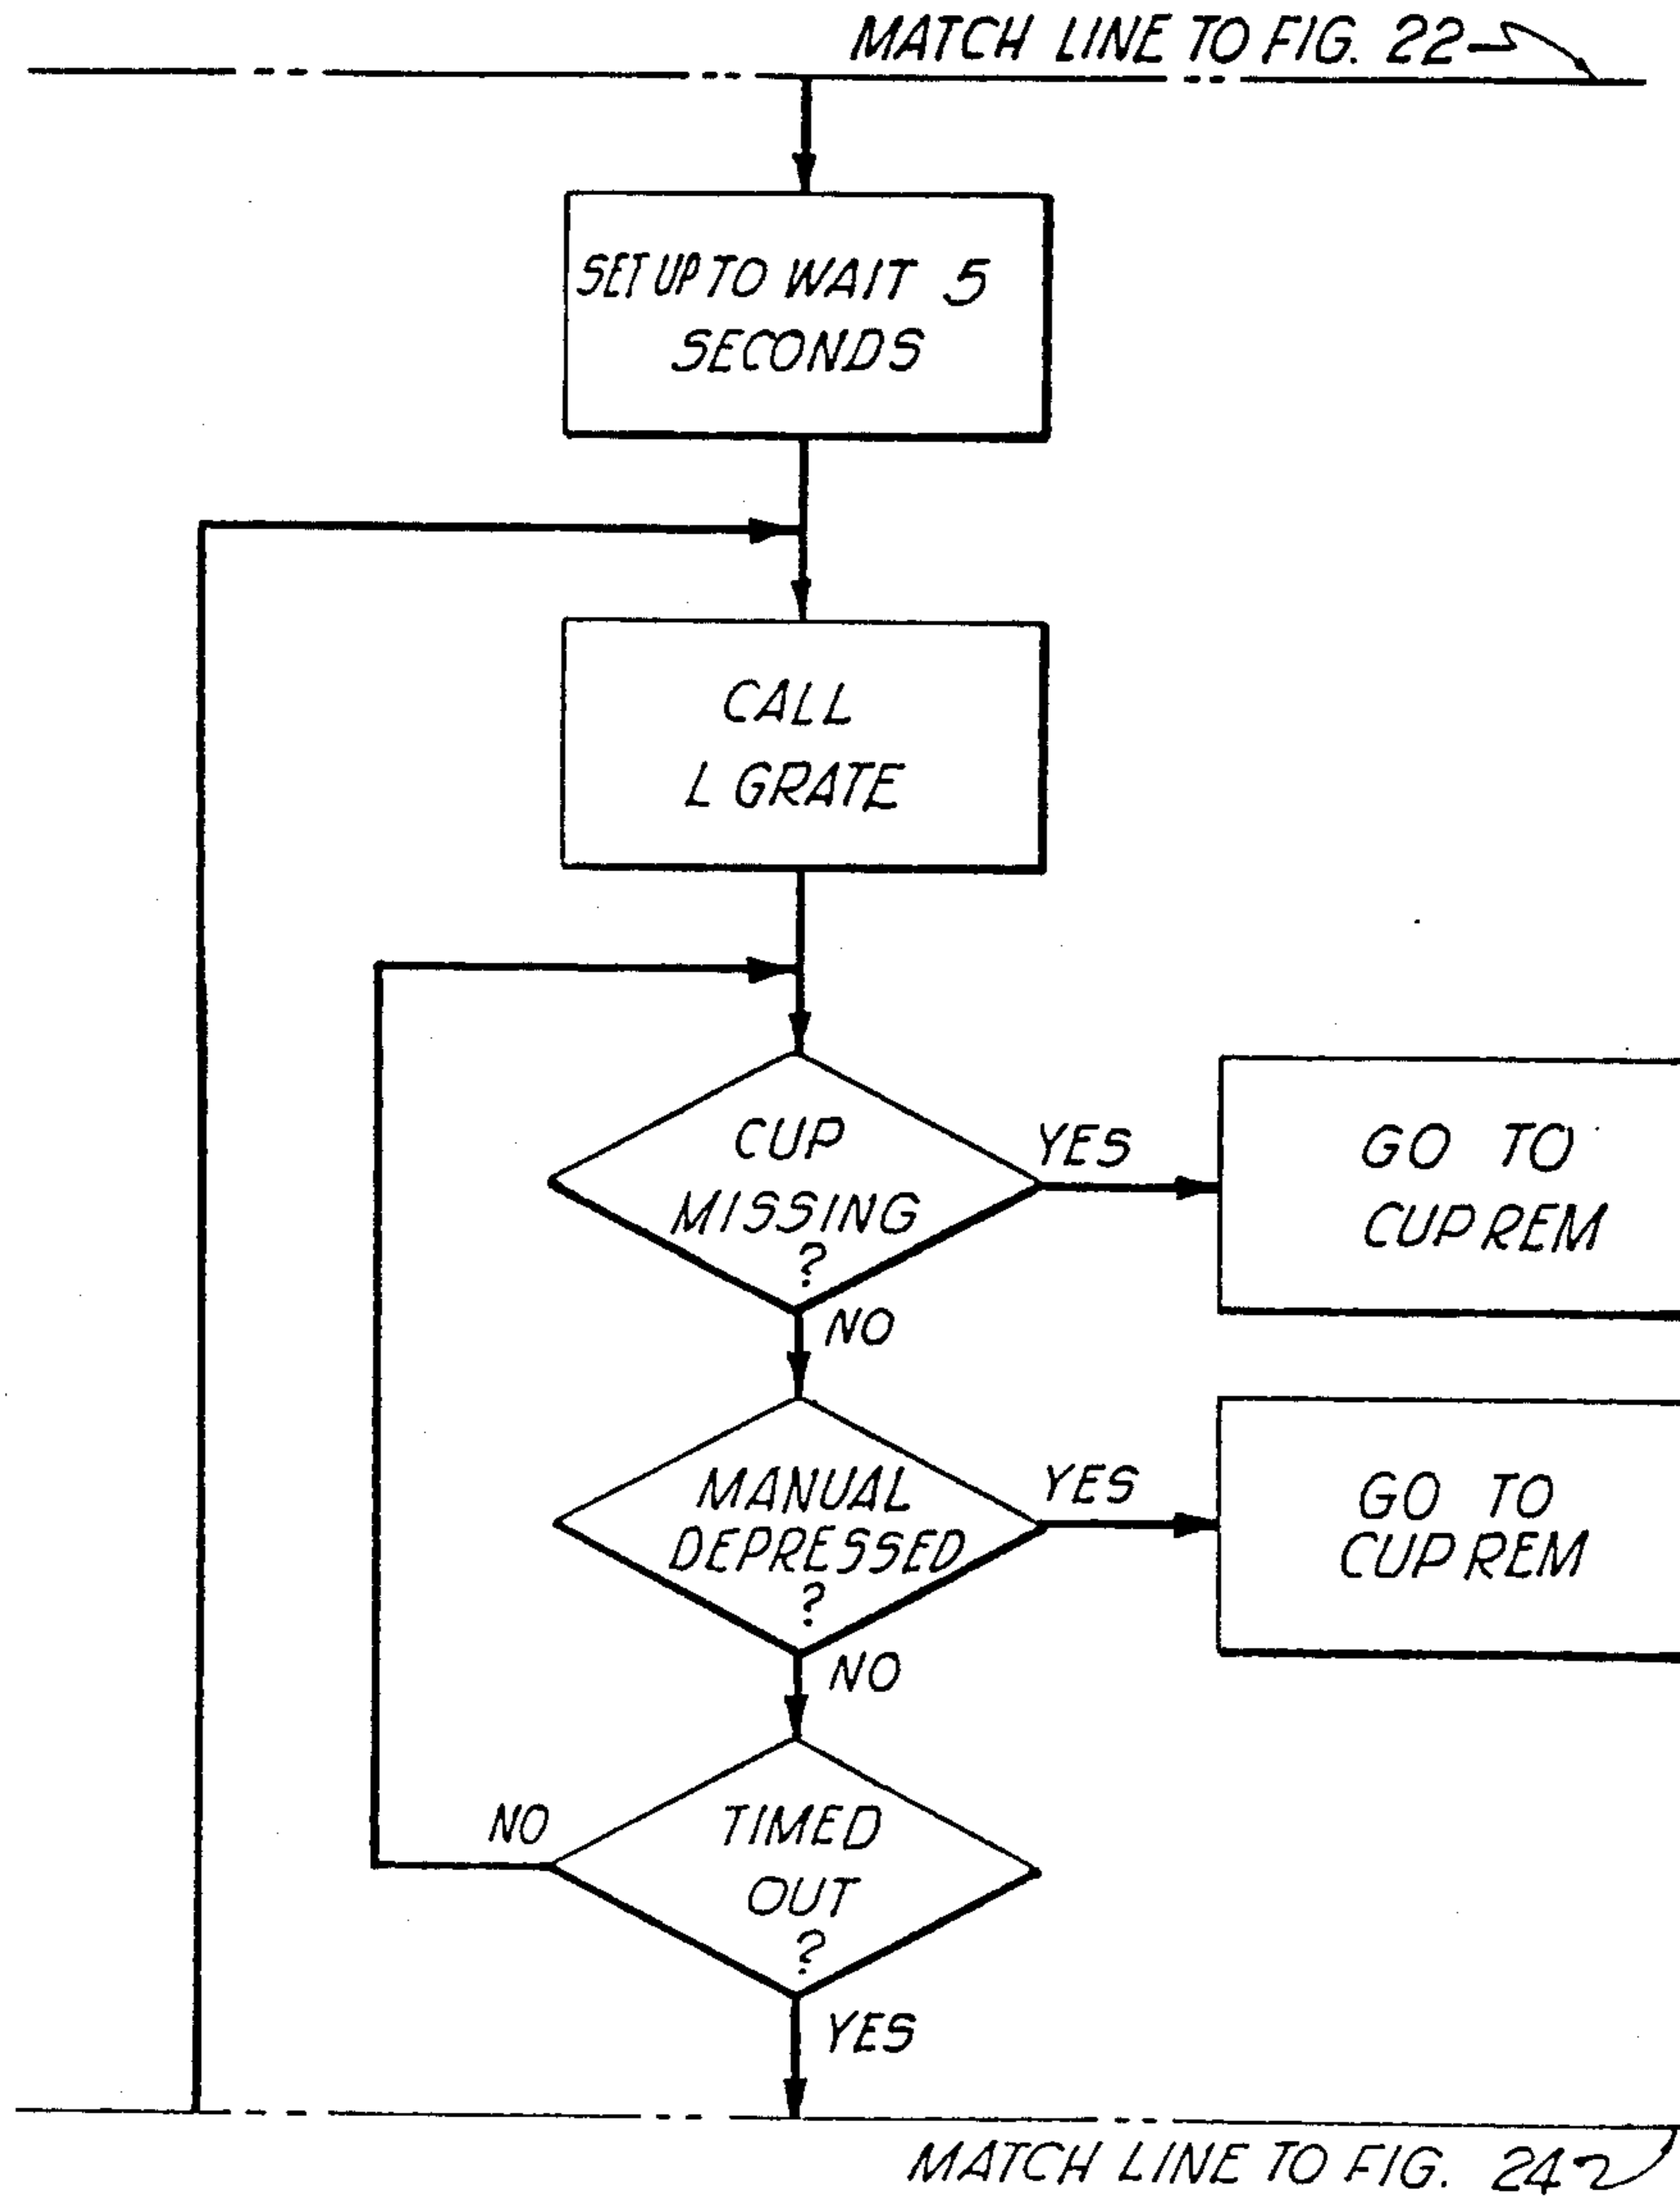 MATCH LINE TO FIG. 22
SET UP TO WAIT 5
SECONDS
CALL
L GRATE
CUP
MISSING
?
YES
GO TO
CUP REM
NO
MANUAL
DEPRESSED
?
YES
GO TO
CUP REM
NO
TIMED
OUT
?
NO
YES
MATCH LINE TO FIG. 24